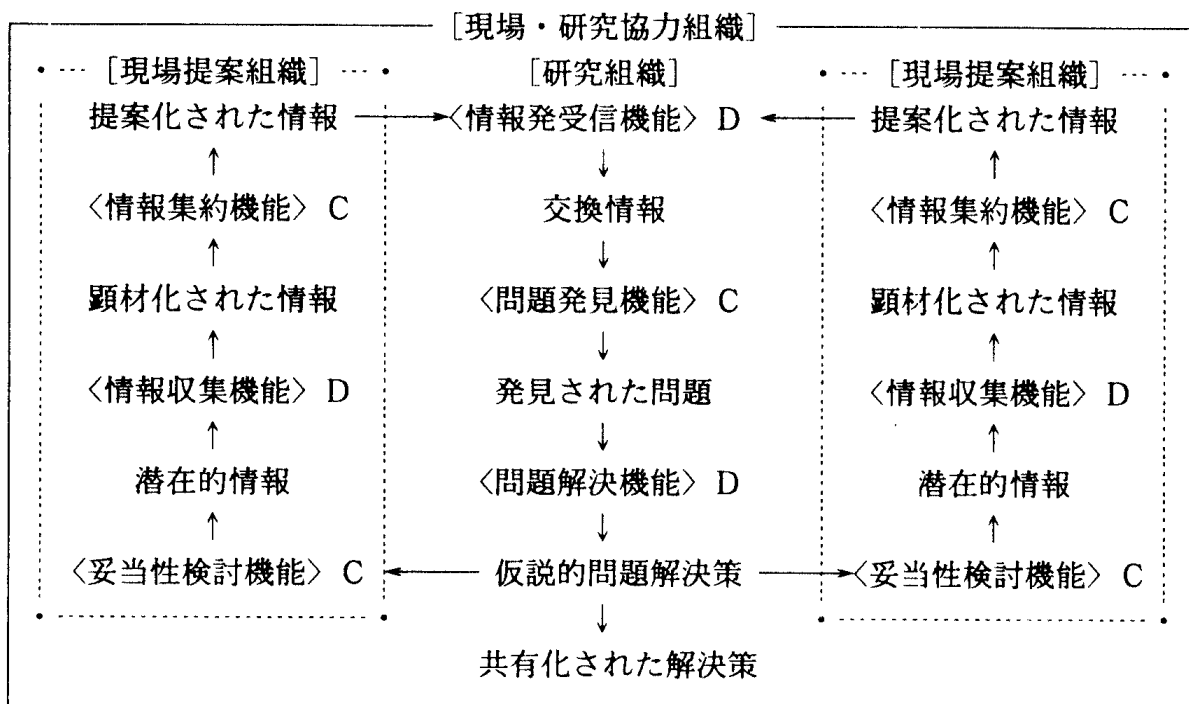 [現場・研究協力組織]
[現場提案組織] [研究組織] [現場提案組織]
提案化された情報 → 〈情報発受信機能〉 D ← 提案化された情報
↑ ↓ ↑
〈情報集約機能〉 C 交換情報 〈情報集約機能〉 C
↑ ↓ ↑
顕材化された情報 〈問題発見機能〉 C 顕材化された情報
↑ ↓ ↑
〈情報収集機能〉 D 発見された問題 〈情報収集機能〉 D
↑ ↓ ↑
潜在的情報 〈問題解決機能〉 D 潜在的情報
↑ ↓ ↑
〈妥当性検討機能〉 C ← 仮説的問題解決策 → 〈妥当性検討機能〉 C
↓
共有化された解決策